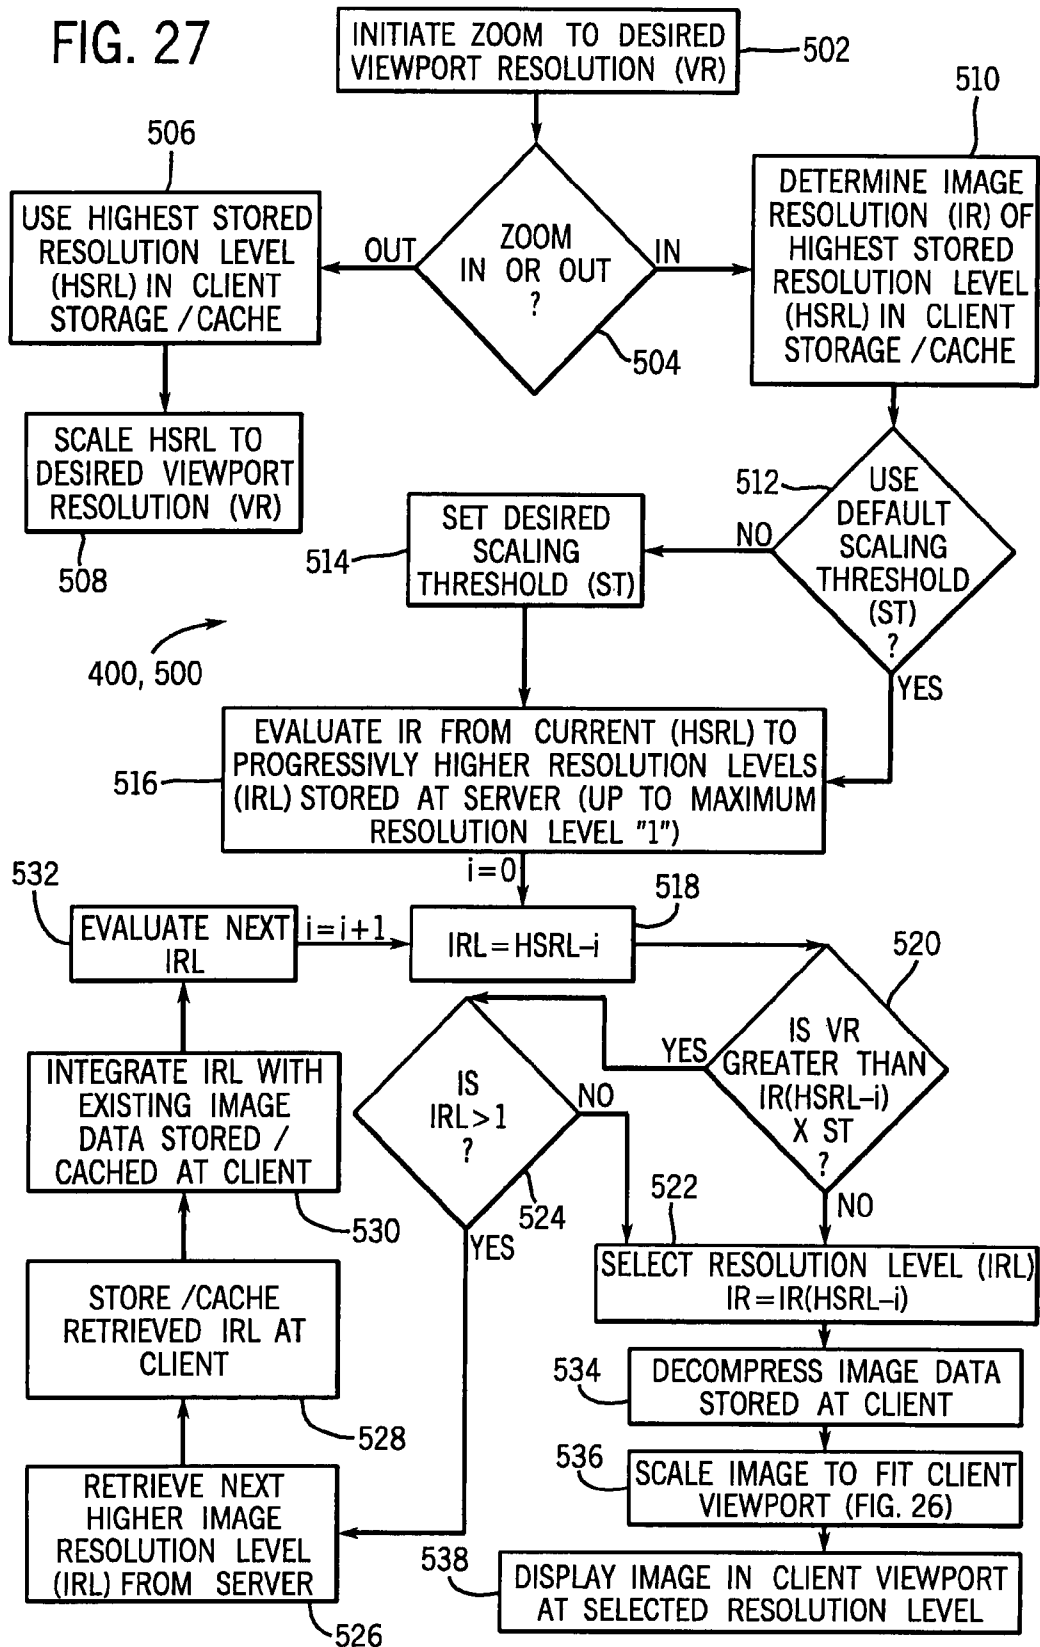 FIG. 27
INITIATE ZOOM TO DESIRED
VIEWPORT RESOLUTION (VR)
502
510
506
USE HIGHEST STORED
RESOLUTION LEVEL
(HSRL) IN CLIENT
STORAGE / CACHE
OUT
ZOOM
IN OR OUT
?
IN
504
DETERMINE IMAGE
RESOLUTION (IR) OF
HIGHEST STORED
RESOLUTION LEVEL
(HSRL) IN CLIENT
STORAGE / CACHE
SCALE HSRL TO
DESIRED VIEWPORT
RESOLUTION (VR)
508
512
USE
DEFAULT
SCALING
THRESHOLD
(ST)
?
NO
YES
514
SET DESIRED
SCALING
THRESHOLD (ST)
400, 500
516
EVALUATE IR FROM CURRENT (HSRL) TO
PROGRESSIVLY HIGHER RESOLUTION LEVELS
(IRL) STORED AT SERVER (UP TO MAXIMUM
RESOLUTION LEVEL "1")
i=0
532
EVALUATE NEXT
IRL
i=i+1
IRL=HSRL-i
518
520
IS VR
GREATER THAN
IR(HSRL-i)
X ST
?
YES
NO
IS
IRL>1
?
NO
524
YES
INTEGRATE IRL WITH
EXISTING IMAGE
DATA STORED /
CACHED AT CLIENT
530
522
SELECT RESOLUTION LEVEL (IRL)
IR=IR(HSRL-i)
STORE / CACHE
RETRIEVED IRL AT
CLIENT
528
534
DECOMPRESS IMAGE DATA
STORED AT CLIENT
536
SCALE IMAGE TO FIT CLIENT
VIEWPORT (FIG. 26)
RETRIEVE NEXT
HIGHER IMAGE
RESOLUTION LEVEL
(IRL) FROM SERVER
526
538
DISPLAY IMAGE IN CLIENT VIEWPORT
AT SELECTED RESOLUTION LEVEL